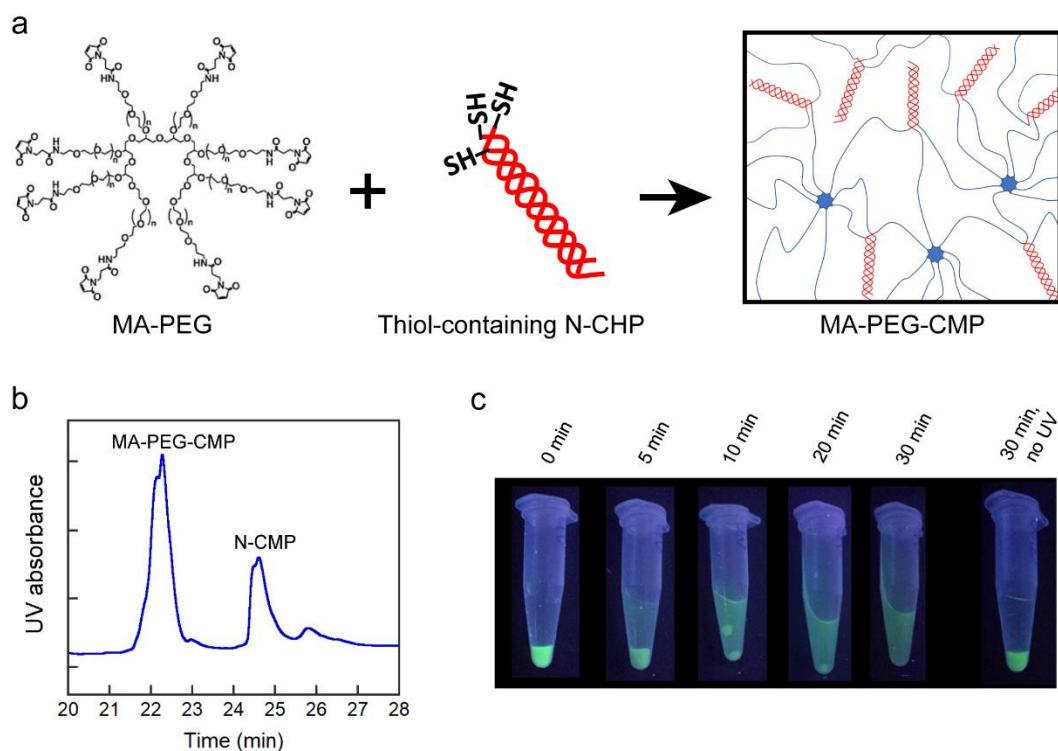 a
SH
SH
SH
MA-PEG
Thiol-containing N-CHP
MA-PEG-CMP
b
MA-PEG-CMP
N-CMP
UV absorbance
20 21 22 23 24 25 26 27 28
Time (min)
c
0 min
5 min
10 min
20 min
30 min
30 min,
no UV